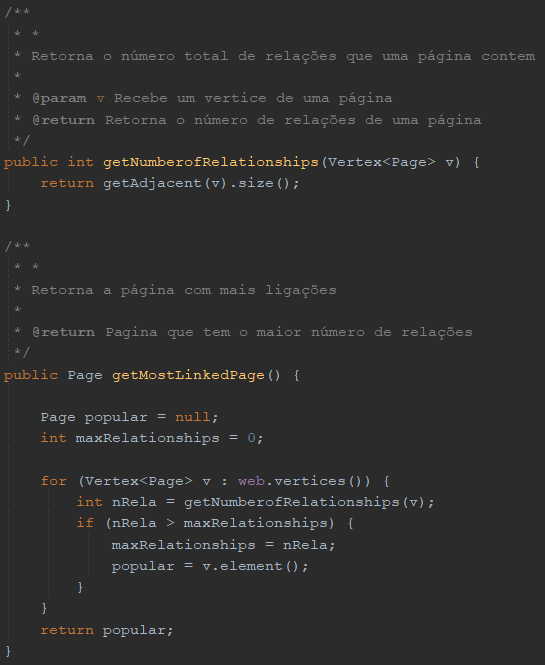 /**
 * *
 * Retorna o número total de relações que uma página contem
 *
 * @param v Recebe um vertice de uma página
 * @return Retorna o número de relações de uma página
 */
public int getNumberofRelationships(Vertex<Page> v) {
    return getAdjacent(v).size();
}

/**
 * *
 * Retorna a página com mais ligações
 *
 * @return Pagina que tem o maior número de relações
 */
public Page getMostLinkedPage() {

    Page popular = null;
    int maxRelationships = 0;

    for (Vertex<Page> v : web.vertices()) {
        int nRela = getNumberofRelationships(v);
        if (nRela > maxRelationships) {
            maxRelationships = nRela;
            popular = v.element();
        }
    }
    return popular;
}